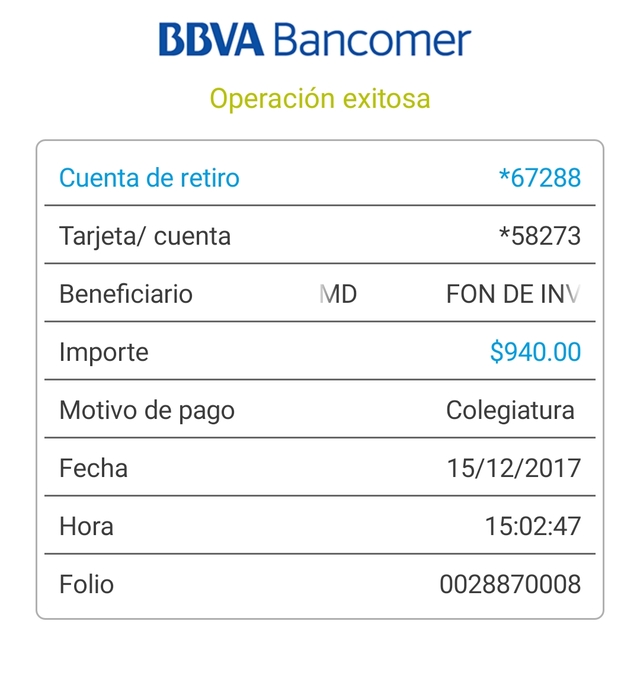 BBVA Bancomer
Operación exitosa
Cuenta de retiro *67288
Tarjeta/ cuenta *58273
Beneficiario MD FON DE INV
Importe $940.00
Motivo de pago Colegiatura
Fecha 15/12/2017
Hora 15:02:47
Folio 0028870008